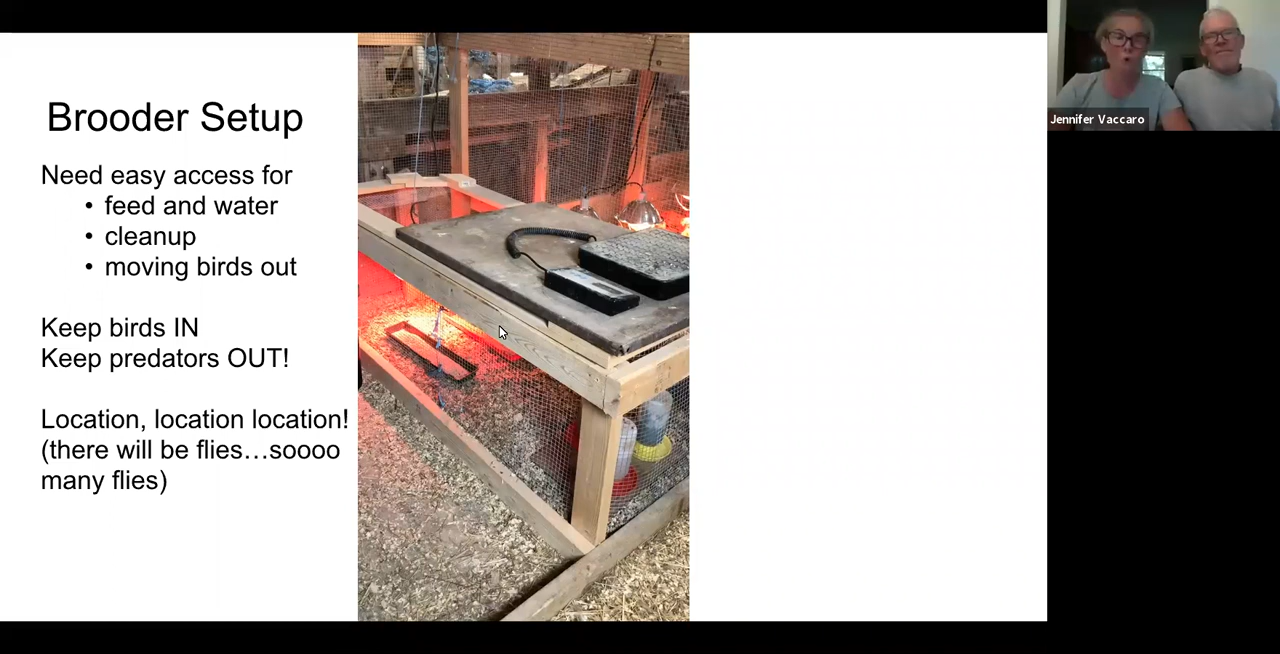 Brooder Setup
Need easy access for
• feed and water
• cleanup
• moving birds out
Keep birds IN
Keep predators OUT!
Location, location location!
(there will be flies…soooo
many flies)
Jennifer Vaccaro